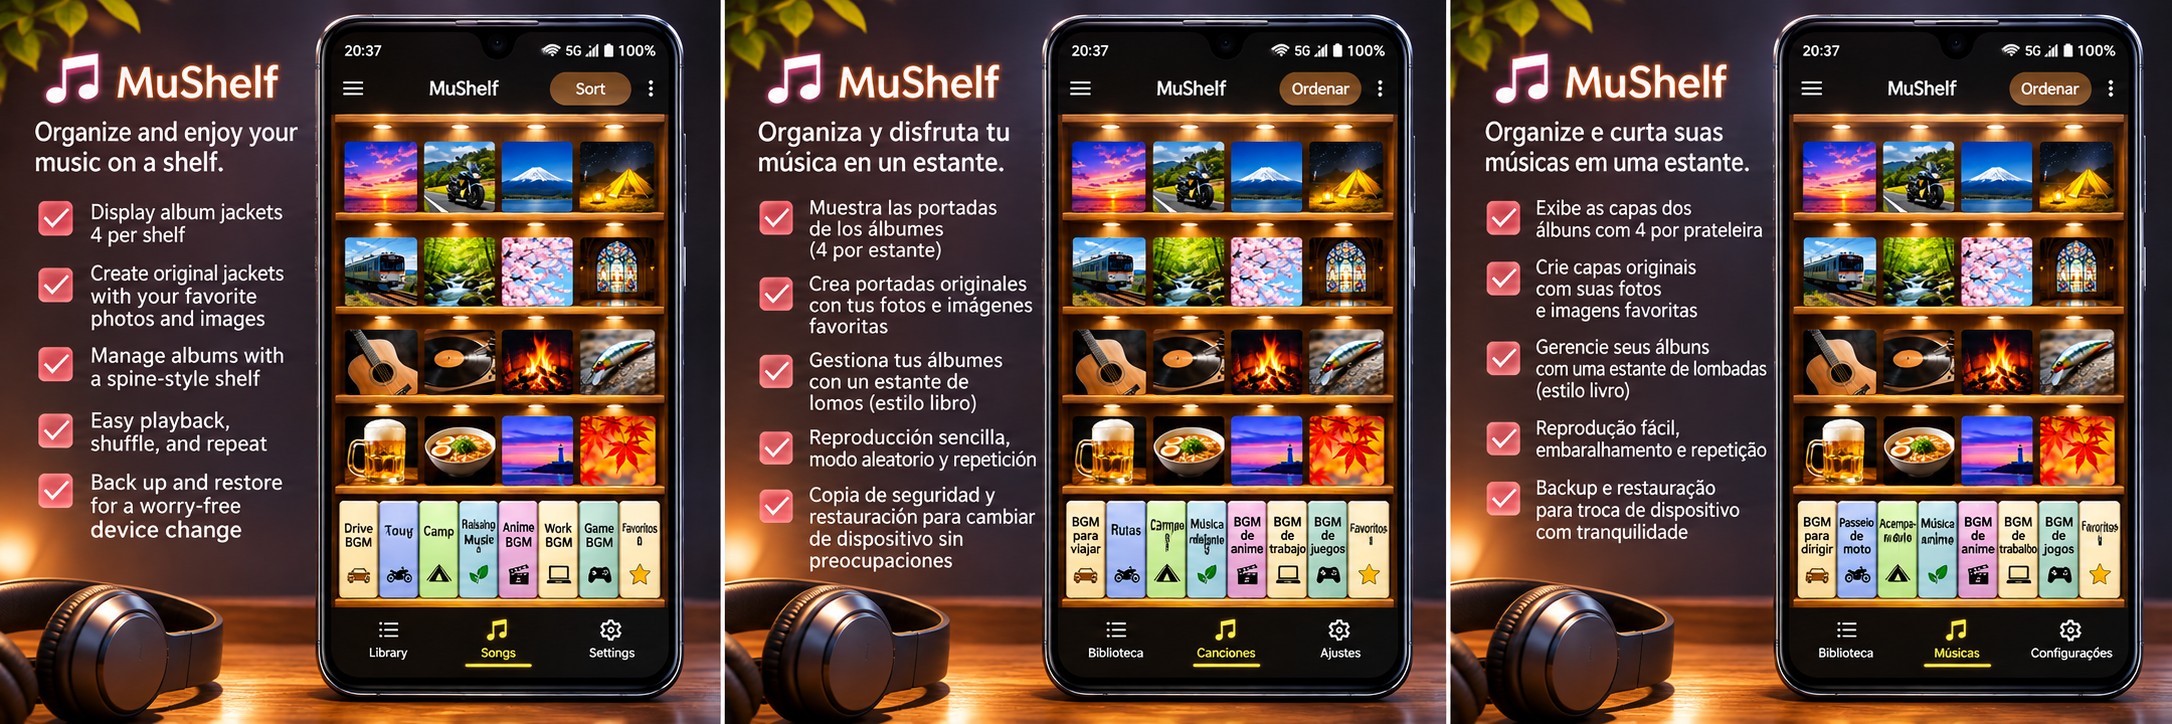 MuShelf
Organize and enjoy your
music on a shelf.
Display album jackets
4 per shelf
Create original jackets
with your favorite
photos and images
Manage albums with
a spine-style shelf
Easy playback,
shuffle, and repeat
Back up and restore
for a worry-free
device change
20:37
5G 100%
MuShelf
Sort
Drive
BGM
Camp
Music
Anime
BGM
Work
BGM
Game
BGM
Favoritos
Library
Songs
Settings
MuShelf
Organiza y disfruta tu
música en un estante.
Muestra las portadas
de los álbumes
(4 por estante)
Crea portadas originales
con tus fotos e imágenes
favoritas
Gestiona tus álbumes
con un estante de
lomos (estilo libro)
Reproducción sencilla,
modo aleatorio y repetición
Copia de seguridad y
restauración para cambiar
de dispositivo sin
preocupaciones
20:37
5G 100%
MuShelf
Ordenar
BGM
para
viajar
Rutas
Música
BGM
de
anime
BGM
de
trabajo
BGM
de
juegos
Favoritos
Biblioteca
Canciones
Ajustes
MuShelf
Organize e curta suas
músicas em uma estante.
Exibe as capas dos
álbuns com 4 por prateleira
Crie capas originais
com suas fotos
e imagens favoritas
Gerencie seus álbuns
com uma estante de lombadas
(estilo livro)
Reprodução fácil,
embaralhamento e repetição
Backup e restauração
para troca de dispositivo
com tranquilidade
20:37
5G 100%
MuShelf
Ordenar
BGM
para
dirigir
Passeio
de
moto
Música
BGM
de
anime
BGM
de
BGM
de
jogos
Biblioteca
Músicas
Configurações